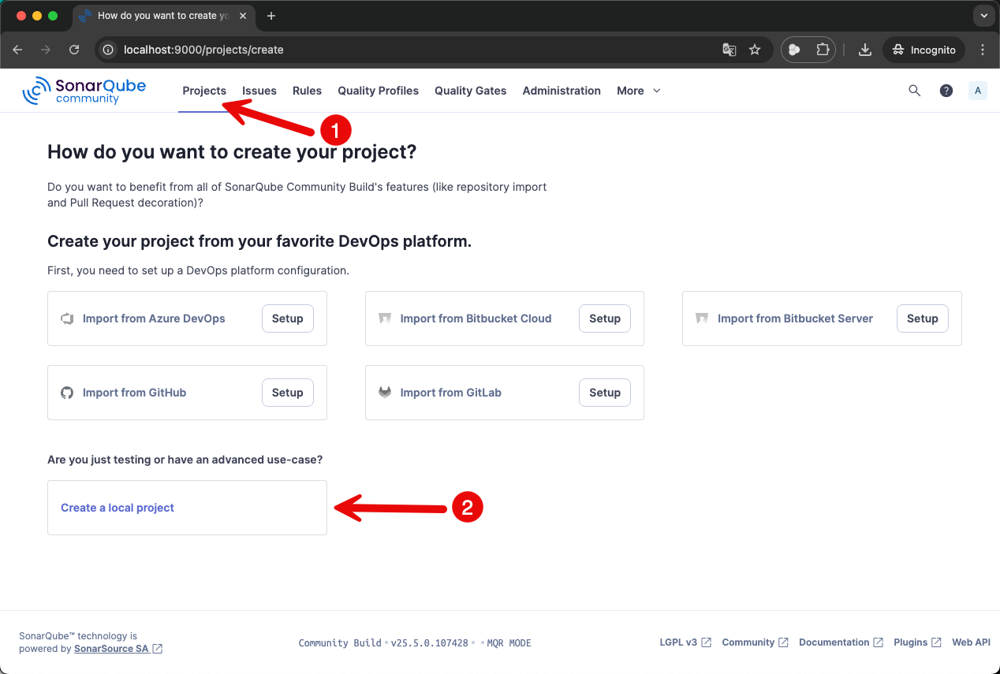 How do you want to create yo
localhost:9000/projects/create
Incognito
SonarQube
community
Projects
Issues
Rules
Quality Profiles
Quality Gates
Administration
More
?
A
1
How do you want to create your project?
Do you want to benefit from all of SonarQube Community Build's features (like repository import
and Pull Request decoration)?
Create your project from your favorite DevOps platform.
First, you need to set up a DevOps platform configuration.
Import from Azure DevOps
Setup
Import from Bitbucket Cloud
Setup
Import from Bitbucket Server
Setup
Import from GitHub
Setup
Import from GitLab
Setup
Are you just testing or have an advanced use-case?
Create a local project
2
SonarQube™ technology is
powered by SonarSource SA
Community Build • v25.5.0.107428 • • MQR MODE
LGPL v3
Community
Documentation
Plugins
Web API